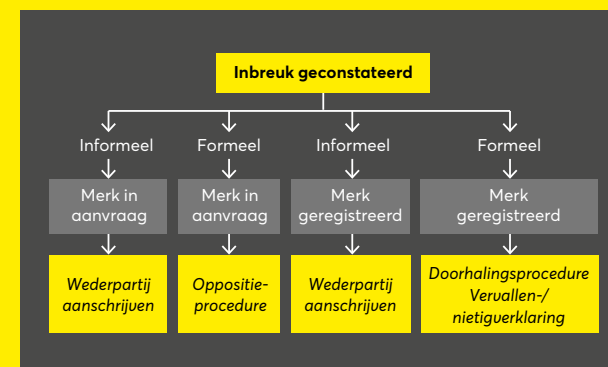 Inbreuk geconstateerd
Informeel
Formeel
Informeel
Formeel
Merk in
aanvraag
Merk in
aanvraag
Merk
geregistreerd
Merk
geregistreerd
Wederpartij
aanschrijven
Oppositie-
procedure
Wederpartij
aanschrijven
Doorhalingsprocedure
Vervallen-/
nietigverklaring